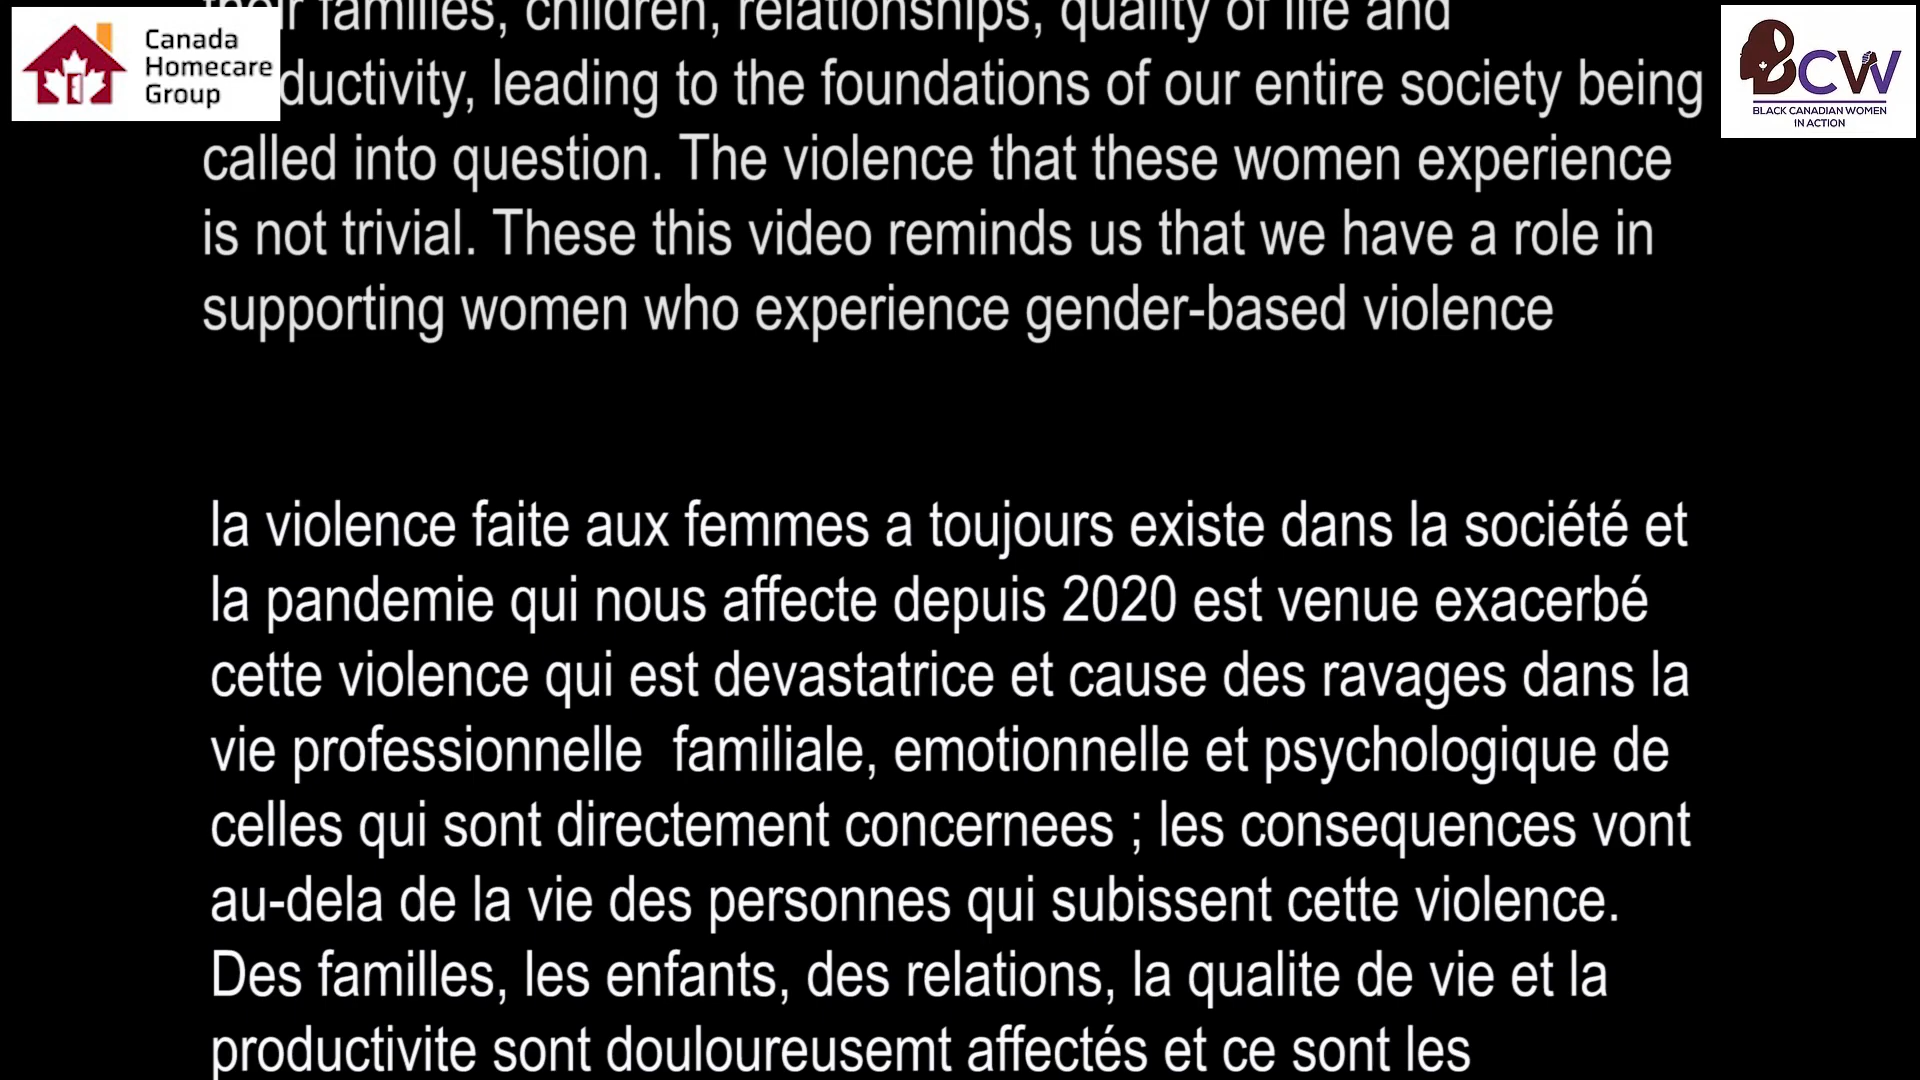 their families, children, relationships, quality of life and
Canada
Homecare
Group
BCW
BLACK CANADIAN WOMEN
IN ACTION
ductivity, leading to the foundations of our entire society being
called into question. The violence that these women experience
is not trivial. These this video reminds us that we have a role in
supporting women who experience gender-based violence
la violence faite aux femmes a toujours existe dans la société et
la pandemie qui nous affecte depuis 2020 est venue exacerbé
cette violence qui est devastatrice et cause des ravages dans la
vie professionnelle  familiale, emotionnelle et psychologique de
celles qui sont directement concernees ; les consequences vont
au-dela de la vie des personnes qui subissent cette violence.
Des familles, les enfants, des relations, la qualite de vie et la
productivite sont douloureusemt affectés et ce sont les